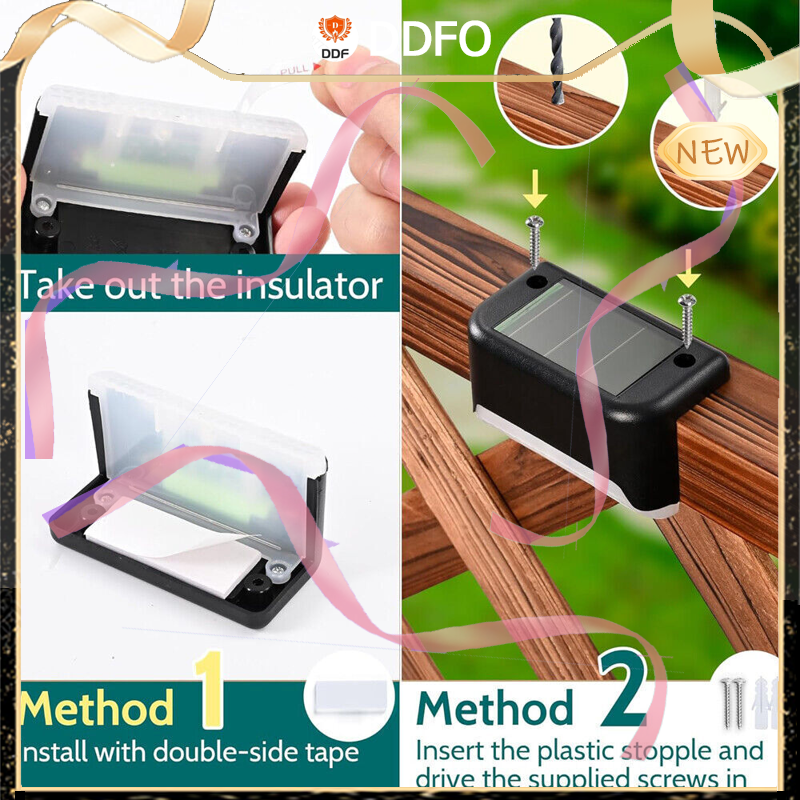 DDF
DDFO
PULL
NEW
Take out the insulator
Method 1
nstall with double-side tape
Method 2
Insert the plastic stopple and
drive the supplied screws in